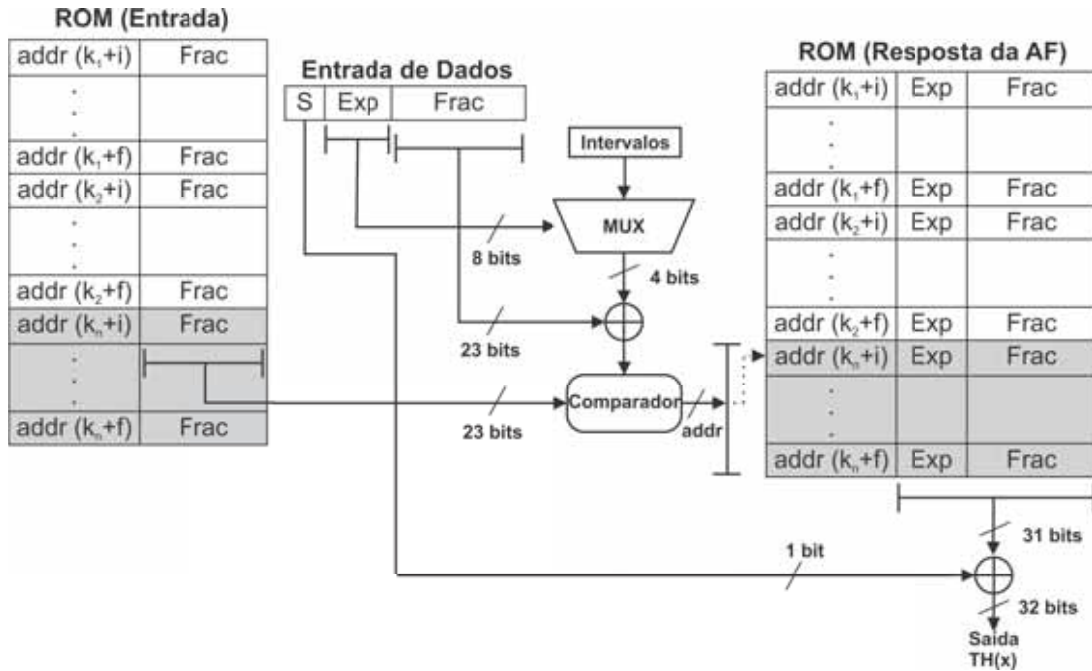 ROM (Entrada)
addr (k₁+i) Frac
.
.
.
addr (k₁+f) Frac
addr (k₂+i) Frac
.
.
.
addr (k₂+f) Frac
addr (kₙ+i) Frac
.
.
.
addr (kₙ+f) Frac
Entrada de Dados
S Exp Frac
Intervalos
MUX
8 bits
4 bits
23 bits
Comparador
23 bits
addr
1 bit
ROM (Resposta da AF)
addr (k₁+i) Exp Frac
.
.
.
addr (k₁+f) Exp Frac
addr (k₂+i) Exp Frac
.
.
.
addr (k₂+f) Exp Frac
addr (kₙ+i) Exp Frac
.
.
.
addr (kₙ+f) Exp Frac
31 bits
32 bits
Saída
TH(x)